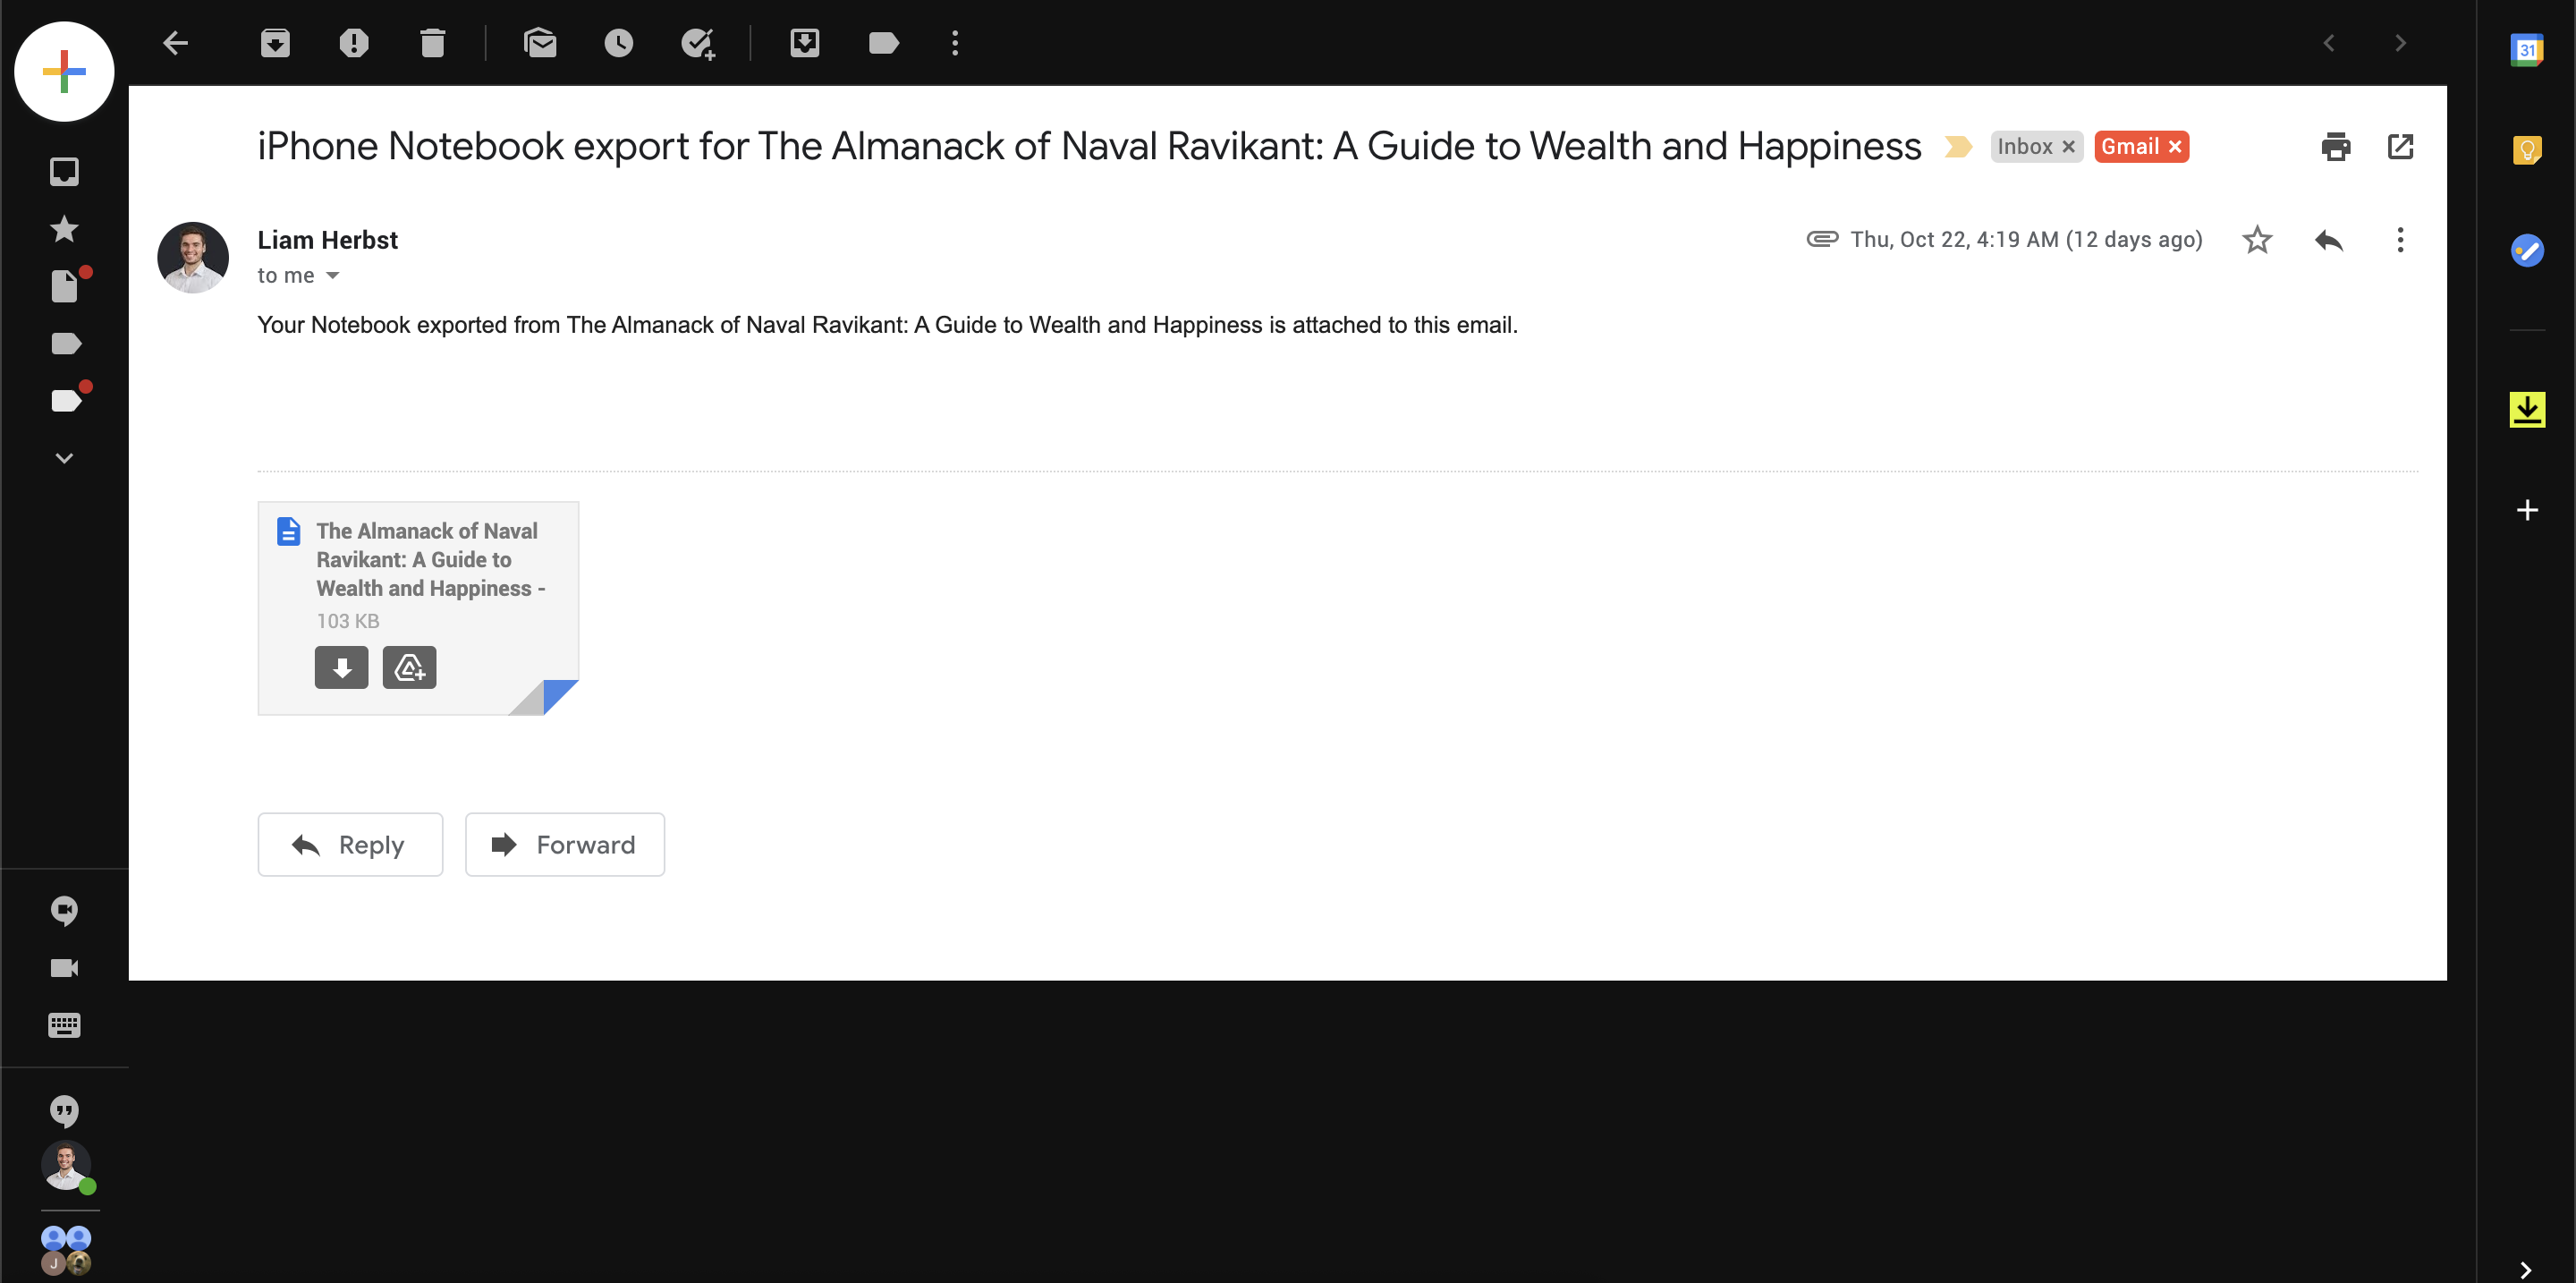 31
iPhone Notebook export for The Almanack of Naval Ravikant: A Guide to Wealth and Happiness
Inbox ×
Gmail ×
Liam Herbst
Thu, Oct 22, 4:19 AM (12 days ago)
to me
Your Notebook exported from The Almanack of Naval Ravikant: A Guide to Wealth and Happiness is attached to this email.
The Almanack of Naval
Ravikant: A Guide to
Wealth and Happiness -
103 KB
Reply
Forward
J